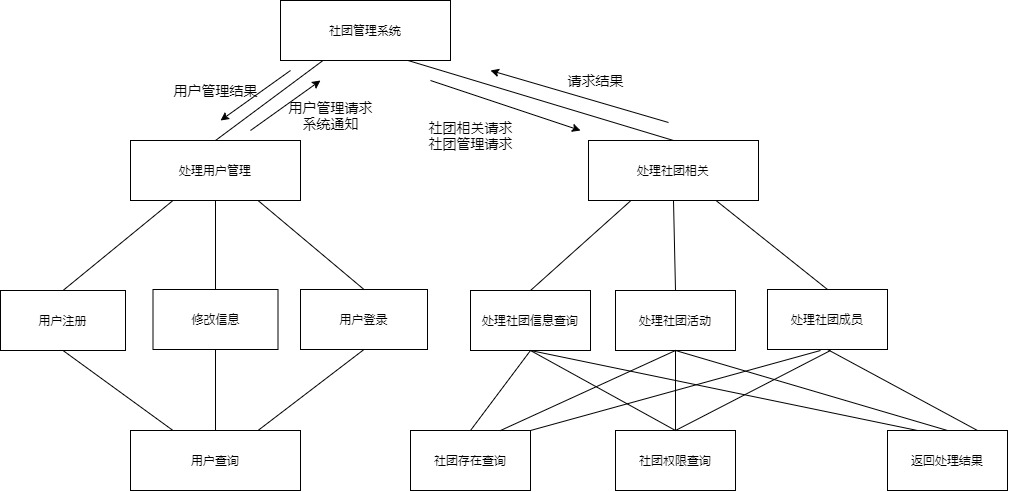 社团管理系统
用户管理结果
请求结果
用户管理请求
系统通知
社团相关请求
社团管理请求
处理用户管理
处理社团相关
用户注册
修改信息
用户登录
处理社团信息查询
处理社团活动
处理社团成员
用户查询
社团存在查询
社团权限查询
返回处理结果